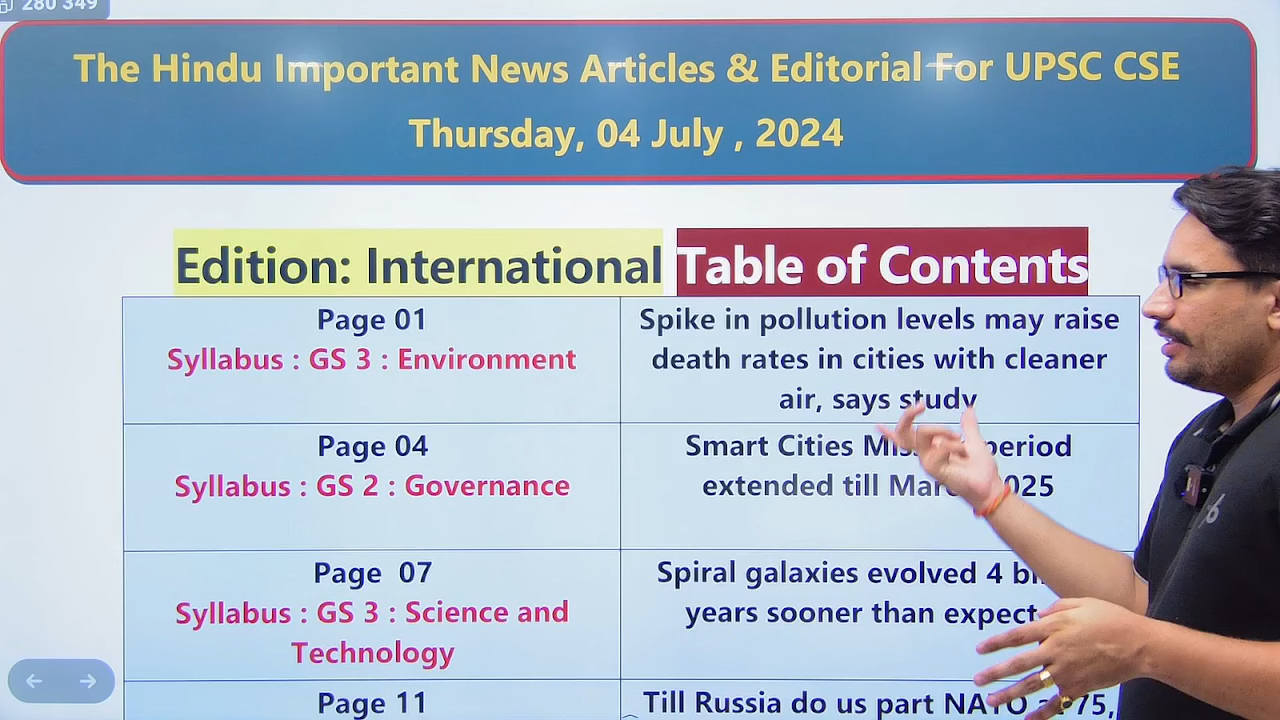 280 349
The Hindu Important News Articles & Editorial For UPSC CSE
Thursday, 04 July , 2024
Edition: International Table of Contents
Page 01
Syllabus : GS 3 : Environment
Spike in pollution levels may raise
death rates in cities with cleaner
air, says study
Page 04
Syllabus : GS 2 : Governance
Smart Cities period
extended till 2025
Page 07
Syllabus : GS 3 : Science and
Technology
Spiral galaxies evolved 4
years sooner than
Page 11
Till Russia do us part NATO 75,